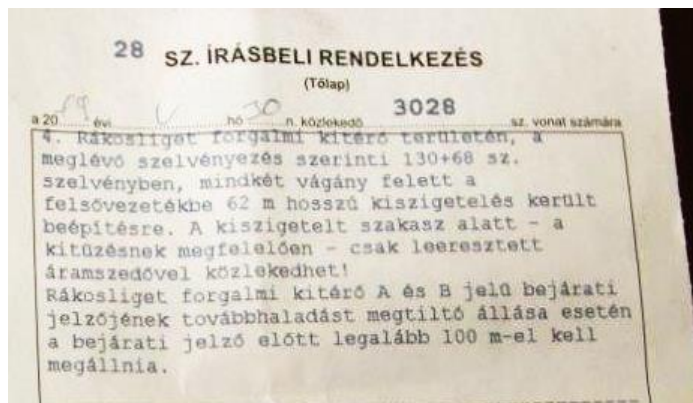 28 SZ. ÍRÁSBELI RENDELKEZÉS
(Tőlap)
a 20 19 évi V hó 30 n. közlekedő 3028 sz. vonat számára
4. Rákosliget forgalmi kitérő területén, a
meglévő szelvényezés szerinti 130+68 sz.
szelvényben, mindkét vágány felett a
felsővezetékbe 62 m hosszú kiszigetelés került
beépítésre. A kiszigetelt szakasz alatt - a
kitűzésnek megfelelően - csak leeresztett
áramszedővel közlekedhet!
Rákosliget forgalmi kitérő A és B jelű bejárati
jelzőjének továbbhaladást megtiltó állása esetén
a bejárati jelző előtt legalább 100 m-el kell
megállnia.